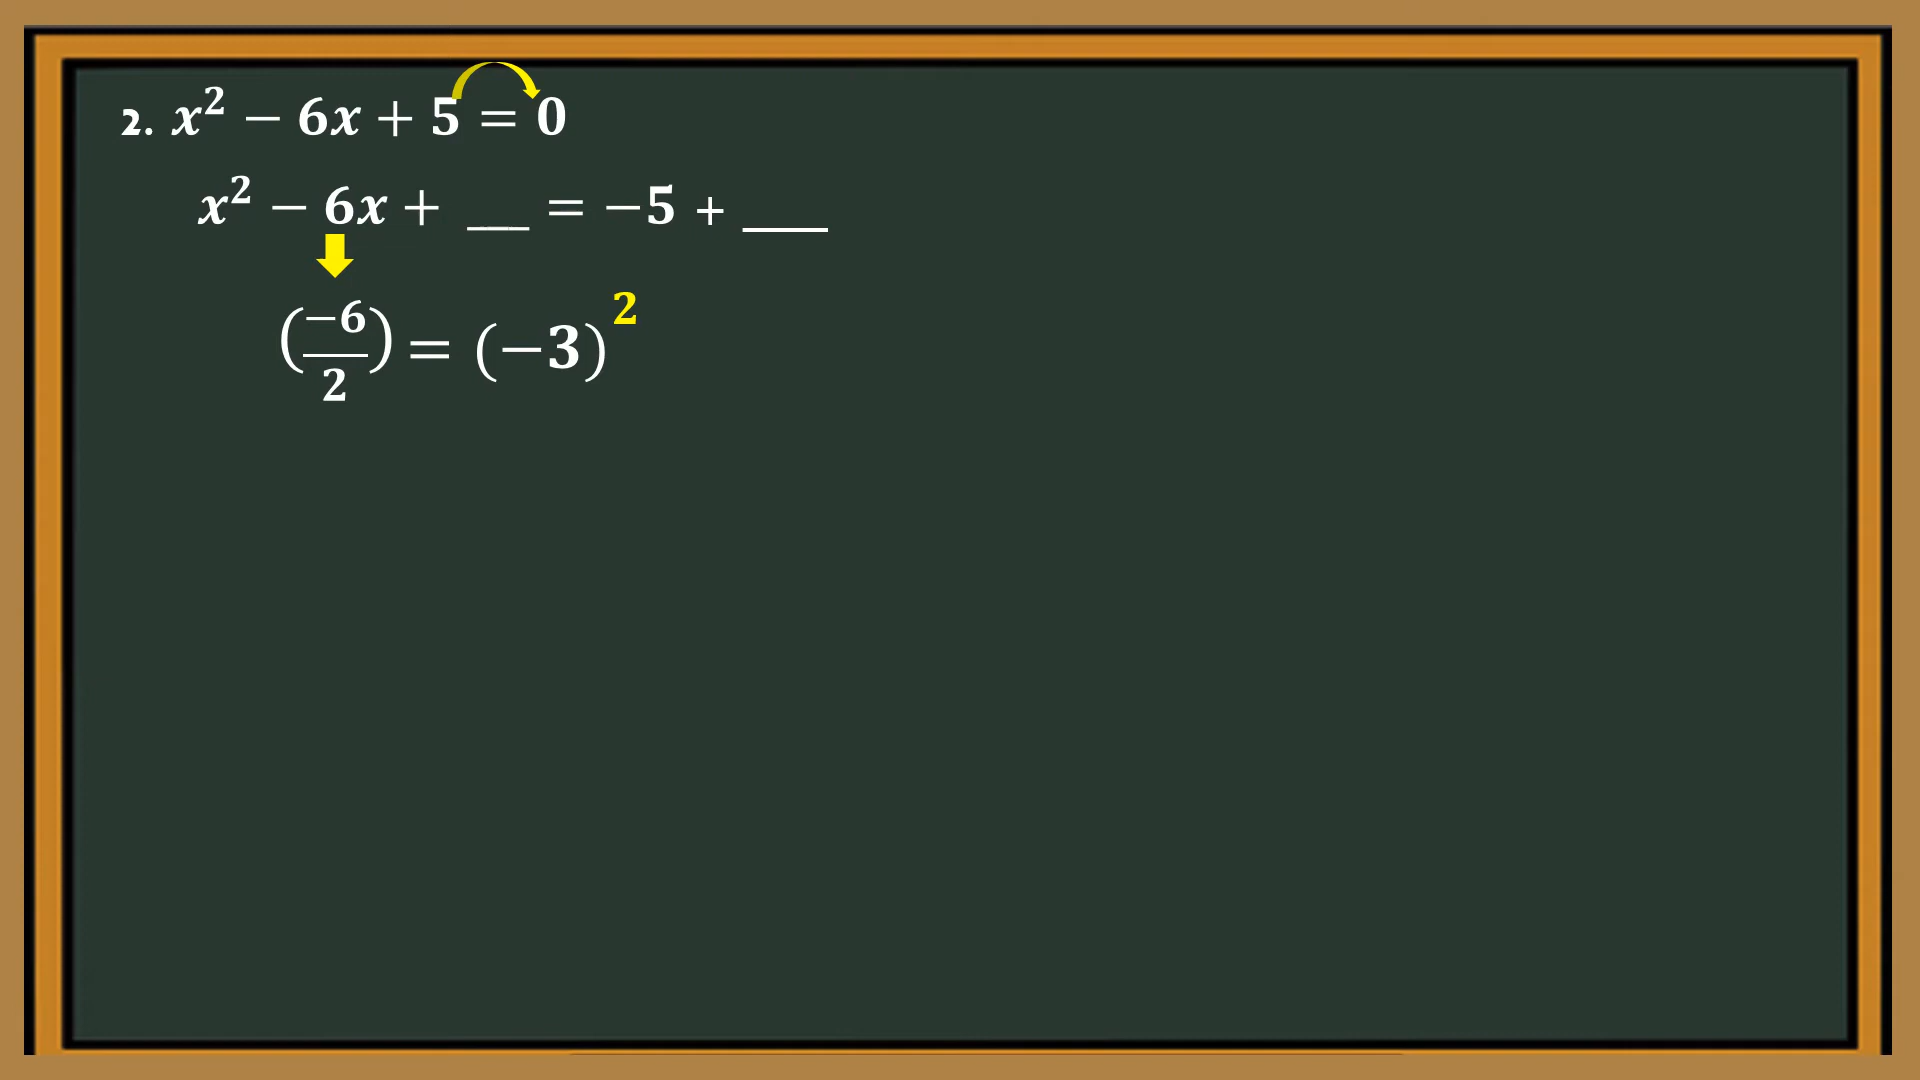 2. x² − 6x + 5 = 0
x² − 6x + __ = −5 + ___
(−6/2) = (−3)²